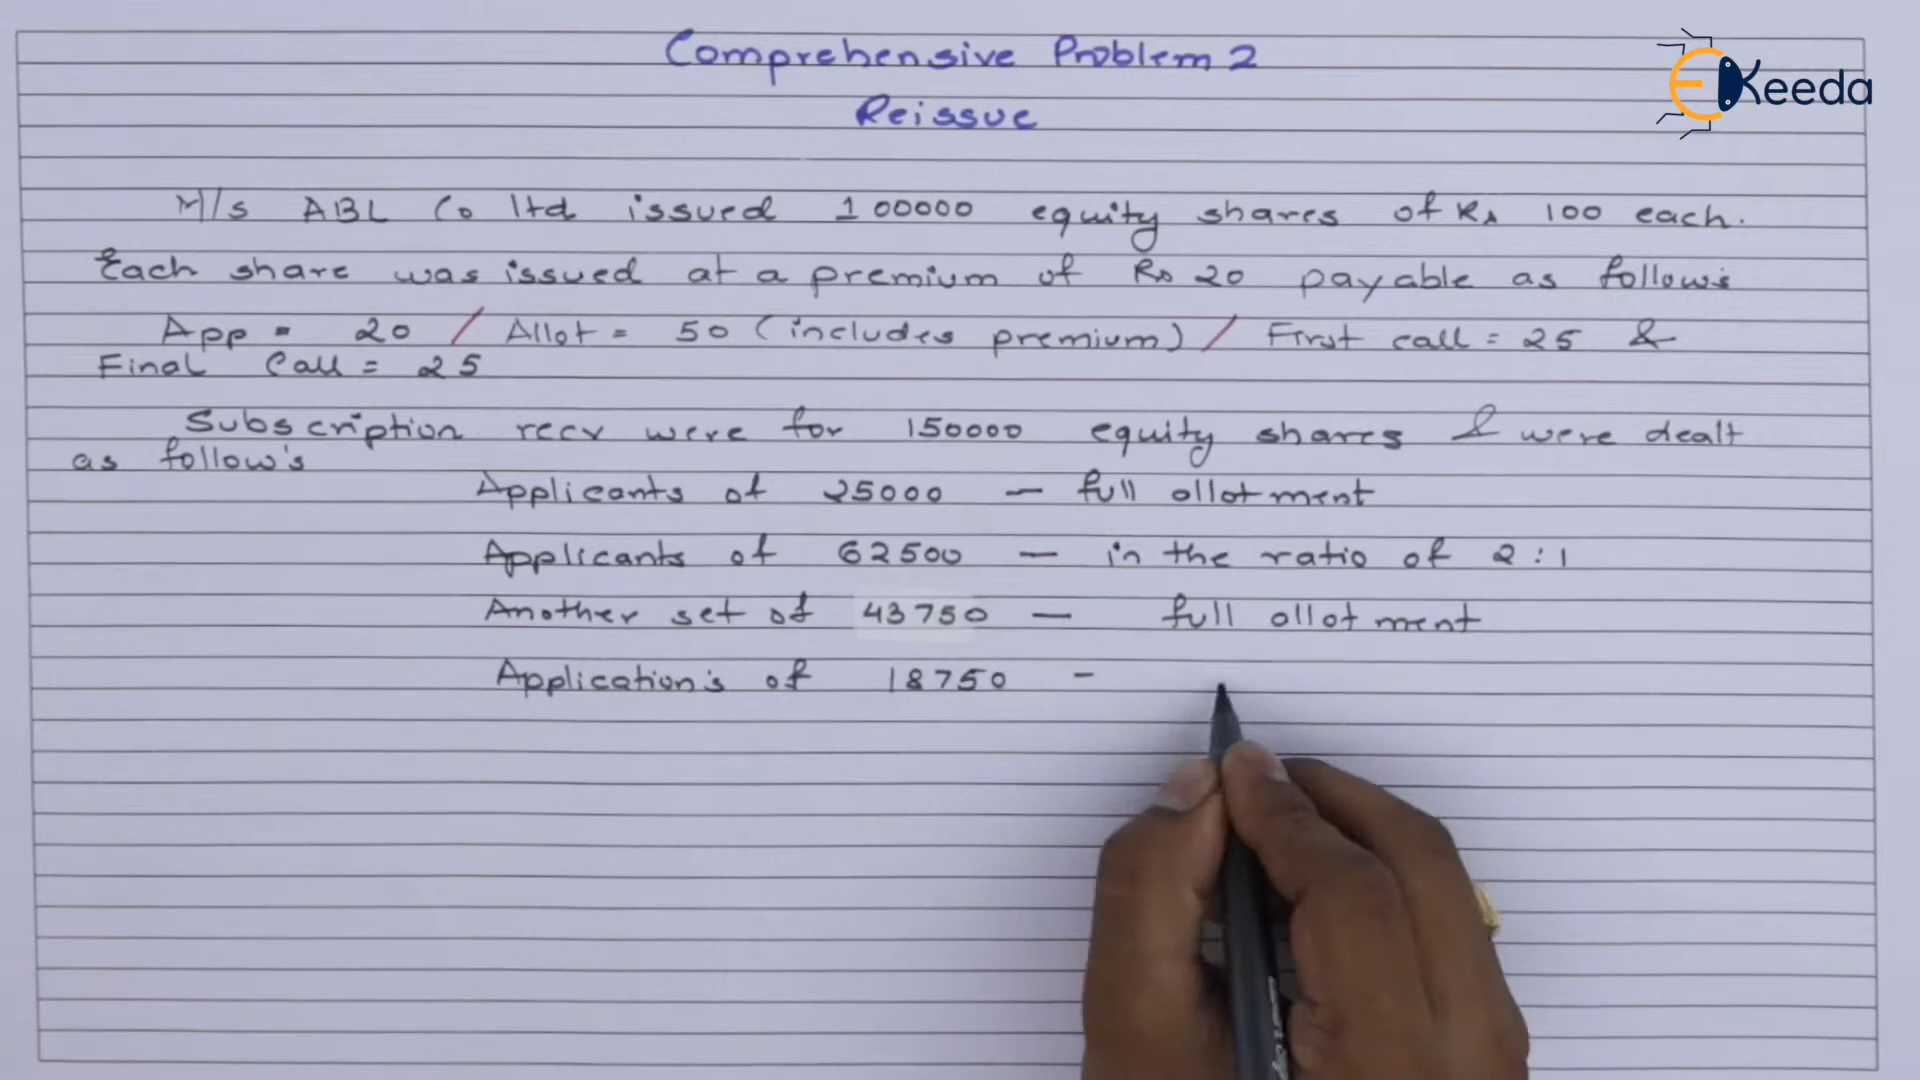 Comprehensive Problem 2
Reissue
EKeeda
M/s ABL Co ltd issued 100000 equity shares of Rs 100 each.
Each share was issued at a premium of Rs 20 payable as follow's
App = 20 / Allot = 50 (includes premium) / First call = 25 &
Final Call = 25
Subscription recv were for 150000 equity shares & were dealt
as follow's
Applicants of 25000 — full allotment
Applicants of 62500 — in the ratio of 2:1
Another set of 43750 — full allotment
Application's of 18750 -